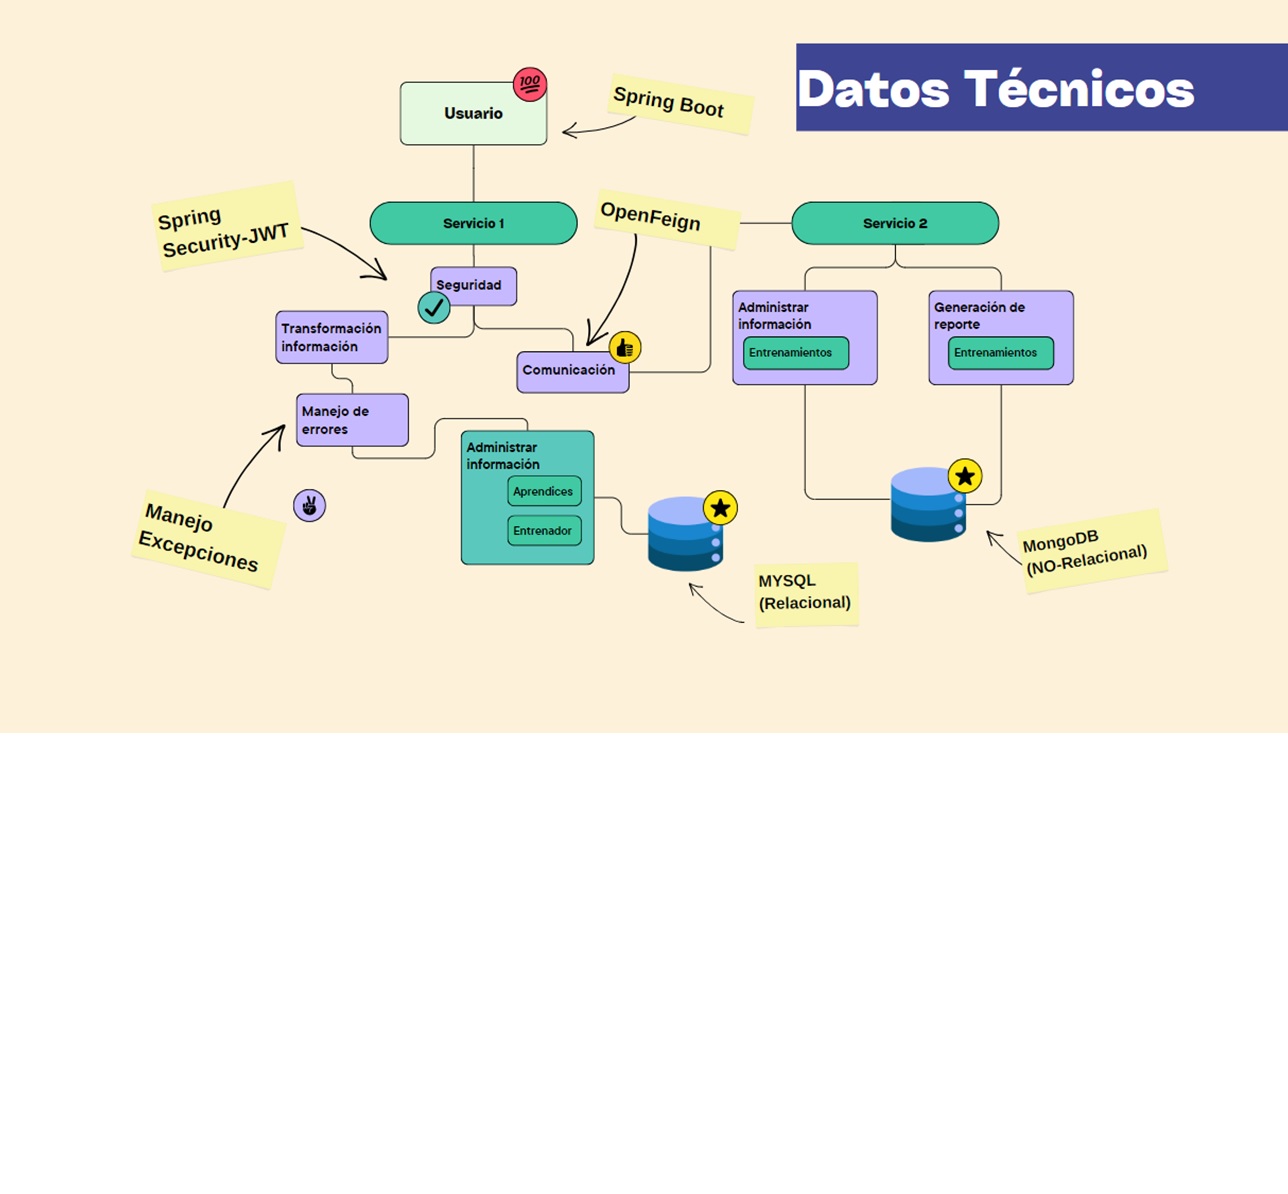 Datos Técnicos
100
Usuario
Spring Boot
Spring
Security-JWT
Servicio 1
OpenFeign
Servicio 2
Seguridad
Transformación
información
Comunicación
Administrar
información
Entrenamientos
Generación de
reporte
Entrenamientos
Manejo de
errores
Administrar
información
Aprendices
Entrenador
Manejo
Excepciones
MYSQL
(Relacional)
MongoDB
(NO-Relacional)